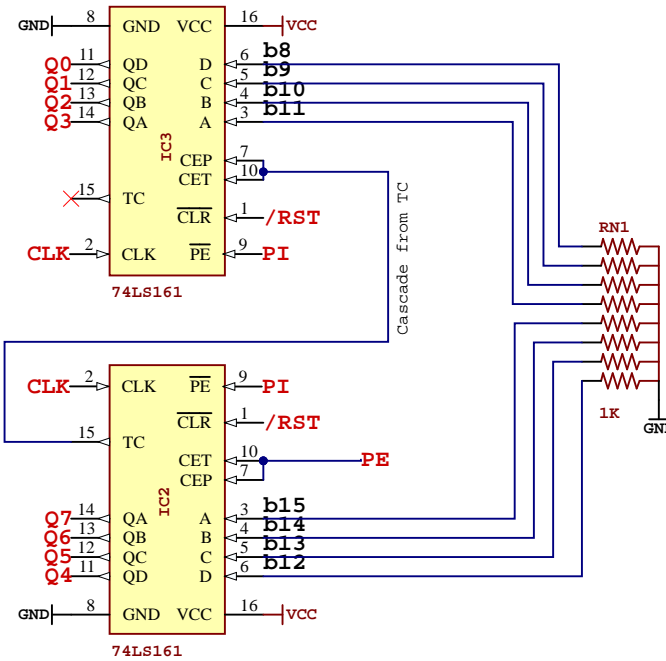 GND 8 GND VCC 16 VCC
Q0 11 QD D 6 b8
Q1 12 QC C 5 b9
Q2 13 QB B 4 b10
Q3 14 QA A 3 b11
IC3
CEP 7
CET 10
15 TC
CLR 1 /RST
CLK 2 CLK PE 9 PI
74LS161
Cascade from TC
RN1
1K
GND
CLK 2 CLK PE 9 PI
CLR 1 /RST
15 TC
CET 10 PE
CEP 7
IC2
Q7 14 QA A 3 b15
Q6 13 QB B 4 b14
Q5 12 QC C 5 b13
Q4 11 QD D 6 b12
GND 8 GND VCC 16 VCC
74LS161